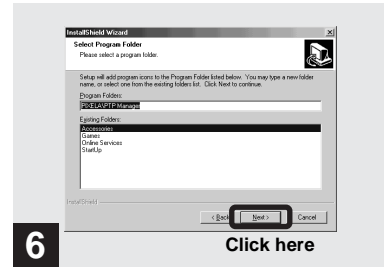 InstallShield Wizard
Select Program Folder
Please select a program folder.
Setup will add program icons to the Program Folder listed below. You may type a new folder
name, or select one from the existing folders list. Click Next to continue.
Program Folders:
PIXELA\PTP Manager
Existing Folders:
Accessories
Games
Online Services
StartUp
InstallShield
< Back Next > Cancel
6 Click here